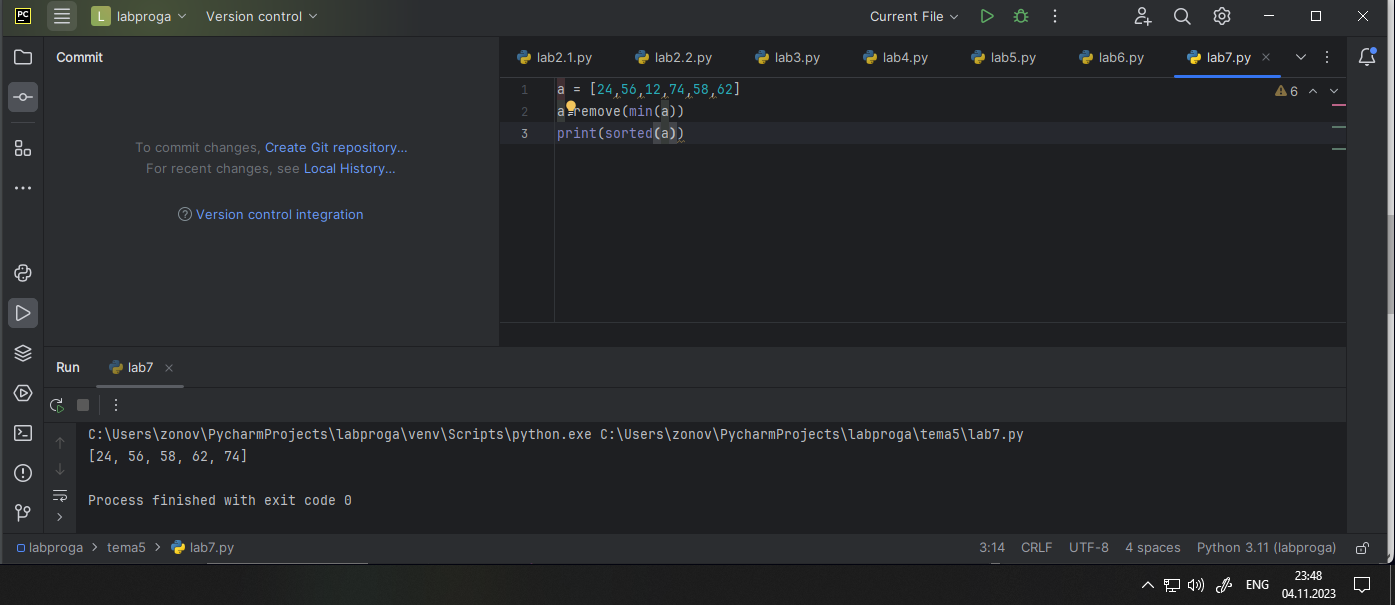 PC
L labproga Version control Current File
Commit
lab2.1.py lab2.2.py lab3.py lab4.py lab5.py lab6.py lab7.py
1 a = [24,56,12,74,58,62] 6
2 a.remove(min(a))
3 print(sorted(a))
To commit changes, Create Git repository...
For recent changes, see Local History...
? Version control integration
Run lab7
C:\Users\zonov\PycharmProjects\labproga\venv\Scripts\python.exe C:\Users\zonov\PycharmProjects\labproga\tema5\lab7.py
[24, 56, 58, 62, 74]
Process finished with exit code 0
labproga > tema5 > lab7.py 3:14 CRLF UTF-8 4 spaces Python 3.11 (labproga)
ENG
23:48
04.11.2023